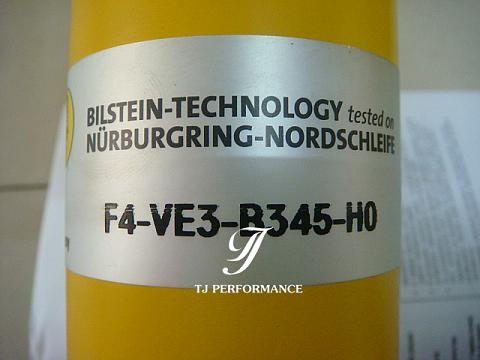 BILSTEIN-TECHNOLOGY tested on
NÜRBURGRING-NORDSCHLEIFE
F4-VE3-B345-H0
TJ PERFORMANCE